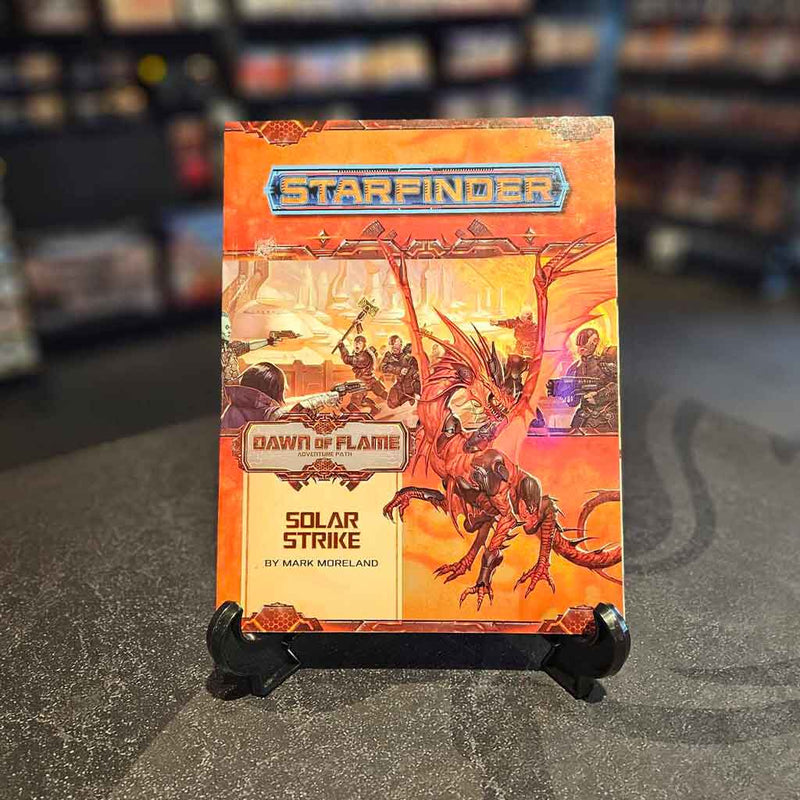 STARFINDER
DAWN OF FLAME
ADVENTURE PATH
SOLAR
STRIKE
BY MARK MORELAND